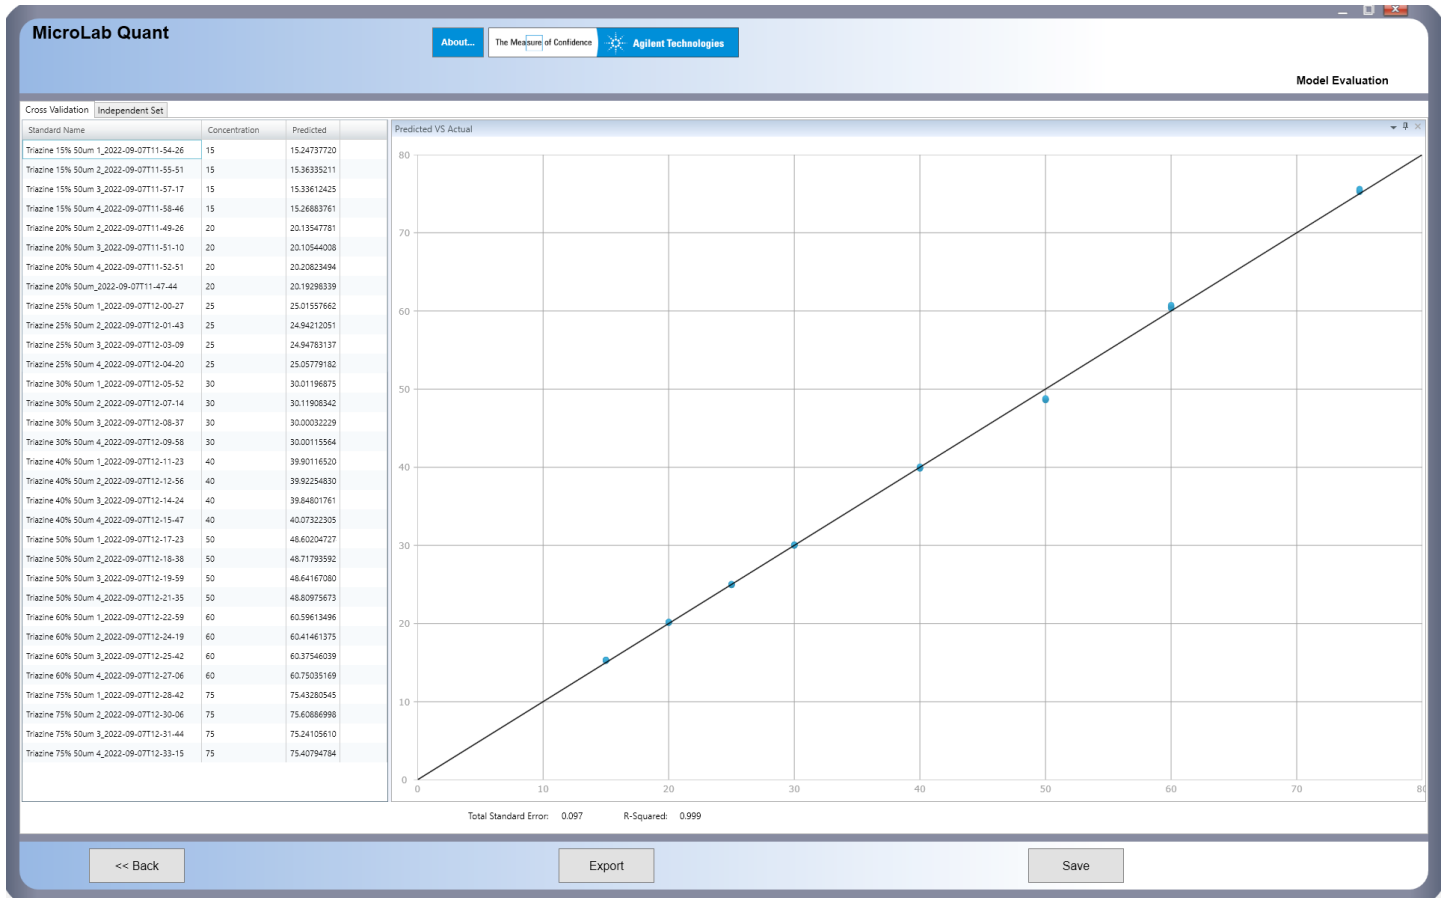 MicroLab Quant
About...
The Measure of Confidence
Agilent Technologies
Model Evaluation
Cross Validation Independent Set
Standard Name Concentration Predicted
Triazine 15% 50um 1_2022-09-07T11-54-26 15 15.24737720
Triazine 15% 50um 2_2022-09-07T11-55-51 15 15.36335211
Triazine 15% 50um 3_2022-09-07T11-57-17 15 15.33612425
Triazine 15% 50um 4_2022-09-07T11-58-46 15 15.26883761
Triazine 20% 50um 2_2022-09-07T11-49-26 20 20.13547781
Triazine 20% 50um 3_2022-09-07T11-51-10 20 20.10544008
Triazine 20% 50um 4_2022-09-07T11-52-51 20 20.20823494
Triazine 20% 50um_2022-09-07T11-47-44 20 20.19298339
Triazine 25% 50um 1_2022-09-07T12-00-27 25 25.01557662
Triazine 25% 50um 2_2022-09-07T12-01-43 25 24.94212051
Triazine 25% 50um 3_2022-09-07T12-03-09 25 24.94783137
Triazine 25% 50um 4_2022-09-07T12-04-20 25 25.05779182
Triazine 30% 50um 1_2022-09-07T12-05-52 30 30.01196875
Triazine 30% 50um 2_2022-09-07T12-07-14 30 30.11908342
Triazine 30% 50um 3_2022-09-07T12-08-37 30 30.00032229
Triazine 30% 50um 4_2022-09-07T12-09-58 30 30.00115564
Triazine 40% 50um 1_2022-09-07T12-11-23 40 39.90116520
Triazine 40% 50um 2_2022-09-07T12-12-56 40 39.92254830
Triazine 40% 50um 3_2022-09-07T12-14-24 40 39.84801761
Triazine 40% 50um 4_2022-09-07T12-15-47 40 40.07322305
Triazine 50% 50um 1_2022-09-07T12-17-23 50 48.60204727
Triazine 50% 50um 2_2022-09-07T12-18-38 50 48.71793592
Triazine 50% 50um 3_2022-09-07T12-19-59 50 48.64167080
Triazine 50% 50um 4_2022-09-07T12-21-35 50 48.80975673
Triazine 60% 50um 1_2022-09-07T12-22-59 60 60.59613496
Triazine 60% 50um 2_2022-09-07T12-24-19 60 60.41461375
Triazine 60% 50um 3_2022-09-07T12-25-42 60 60.37546039
Triazine 60% 50um 4_2022-09-07T12-27-06 60 60.75035169
Triazine 75% 50um 1_2022-09-07T12-28-42 75 75.43280545
Triazine 75% 50um 2_2022-09-07T12-30-06 75 75.60886998
Triazine 75% 50um 3_2022-09-07T12-31-44 75 75.24105610
Triazine 75% 50um 4_2022-09-07T12-33-15 75 75.40794784
Predicted VS Actual
80
70
60
50
40
30
20
10
0
0 10 20 30 40 50 60 70 80
Total Standard Error: 0.097 R-Squared: 0.999
<< Back Export Save